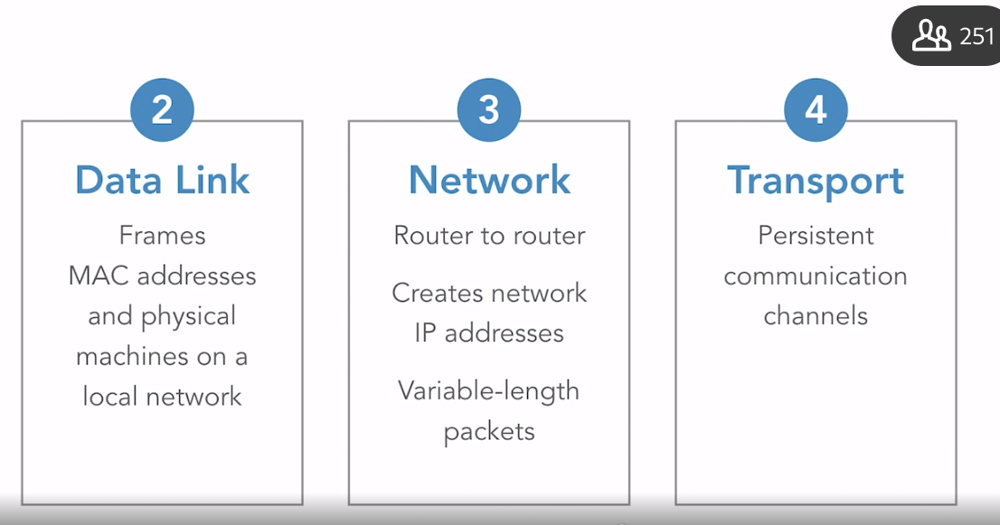 251
2
Data Link
Frames
MAC addresses
and physical
machines on a
local network
3
Network
Router to router
Creates network
IP addresses
Variable-length
packets
4
Transport
Persistent
communication
channels